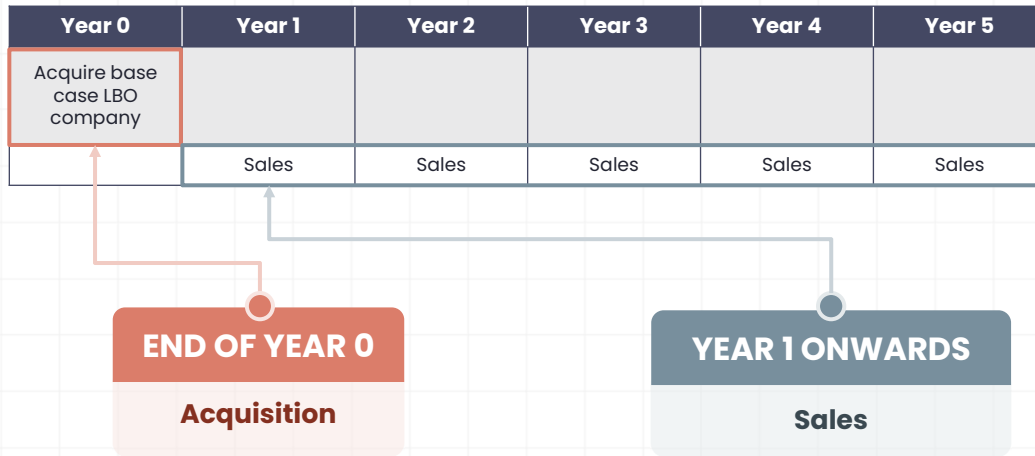 Year 0 Year 1 Year 2 Year 3 Year 4 Year 5
Acquire base
case LBO
company
Sales Sales Sales Sales Sales
END OF YEAR 0
Acquisition
YEAR 1 ONWARDS
Sales